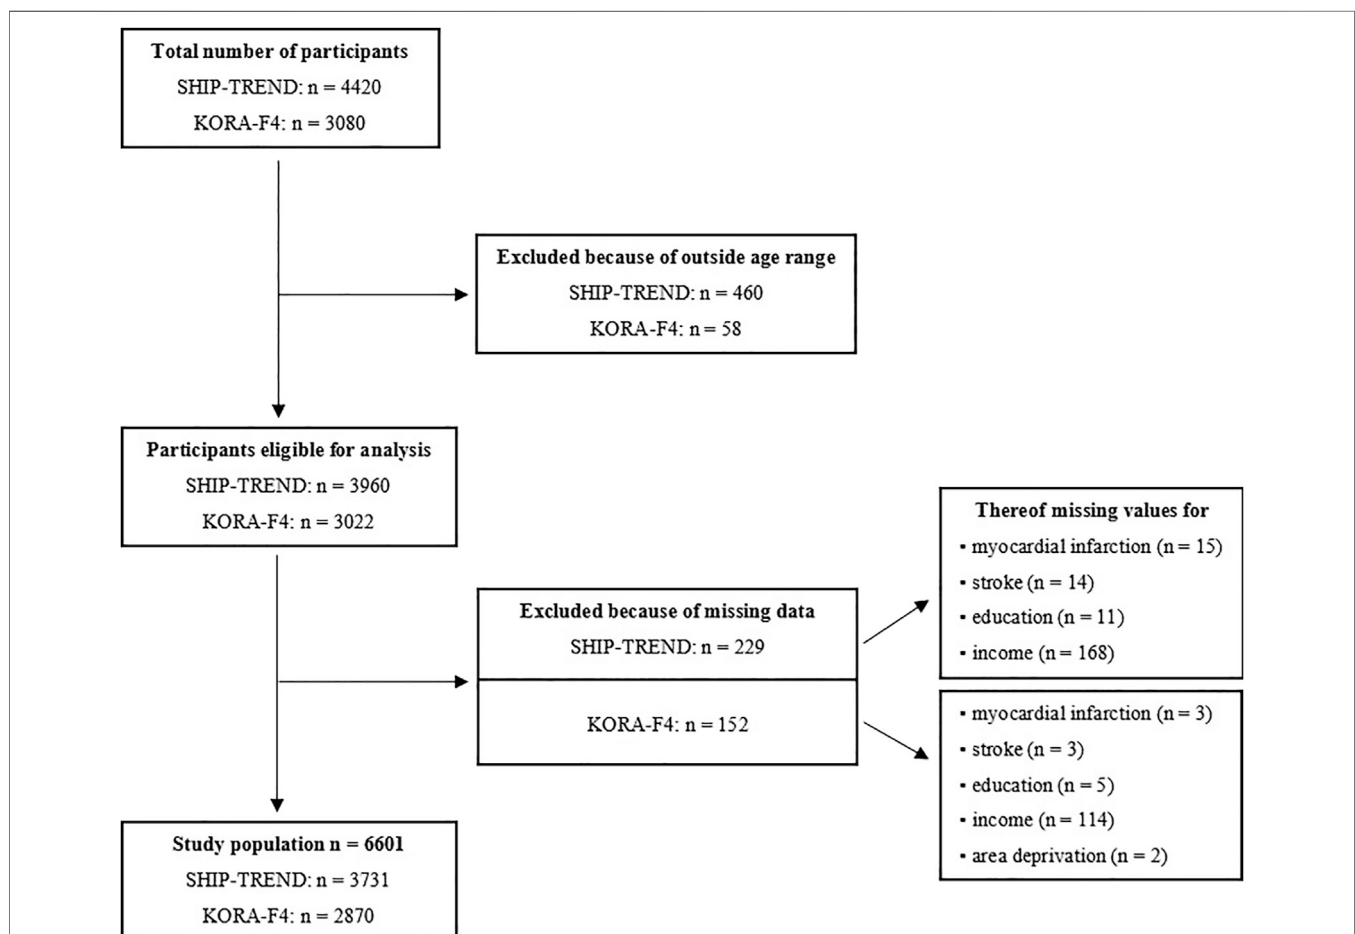 Total number of participants
SHIP-TREND: n = 4420
KORA-F4: n = 3080
Excluded because of outside age range
SHIP-TREND: n = 460
KORA-F4: n = 58
Participants eligible for analysis
SHIP-TREND: n = 3960
KORA-F4: n = 3022
Excluded because of missing data
SHIP-TREND: n = 229
KORA-F4: n = 152
Thereof missing values for
▪ myocardial infarction (n = 15)
▪ stroke (n = 14)
▪ education (n = 11)
▪ income (n = 168)
▪ myocardial infarction (n = 3)
▪ stroke (n = 3)
▪ education (n = 5)
▪ income (n = 114)
▪ area deprivation (n = 2)
Study population n = 6601
SHIP-TREND: n = 3731
KORA-F4: n = 2870